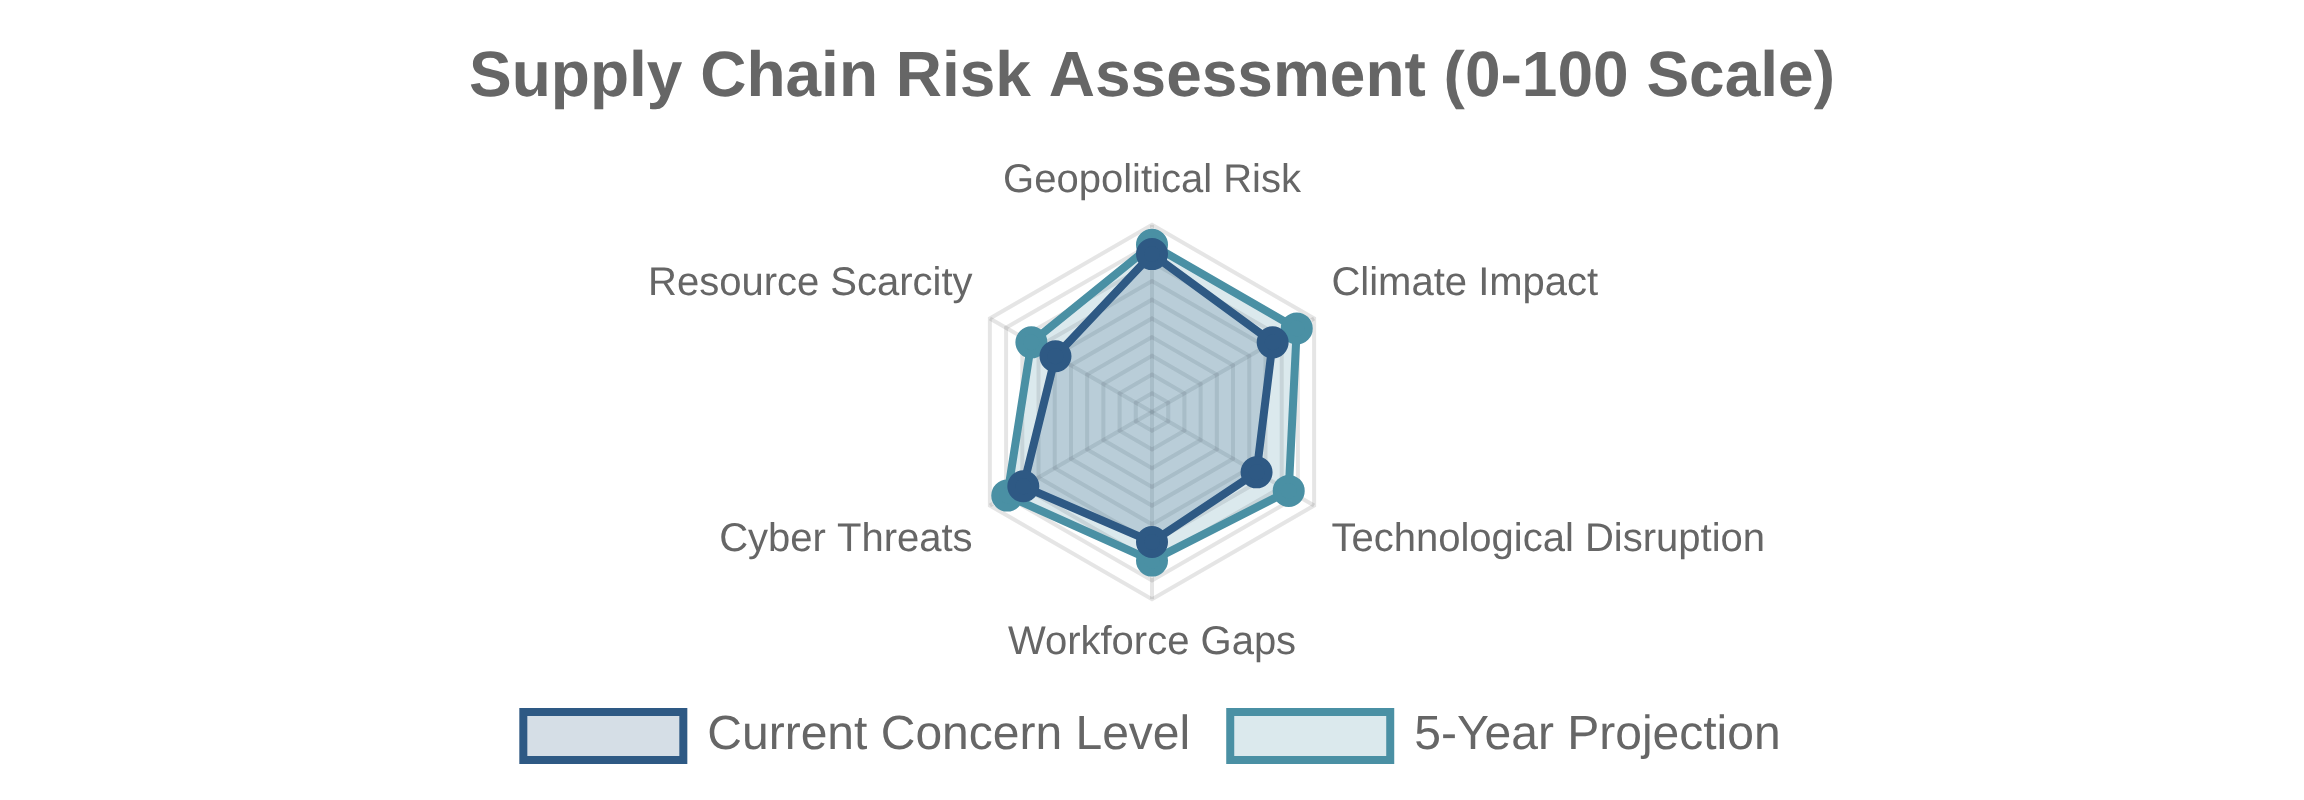 Supply Chain Risk Assessment (0-100 Scale)
Geopolitical Risk
Resource Scarcity
Climate Impact
Cyber Threats
Technological Disruption
Workforce Gaps
Current Concern Level
5-Year Projection